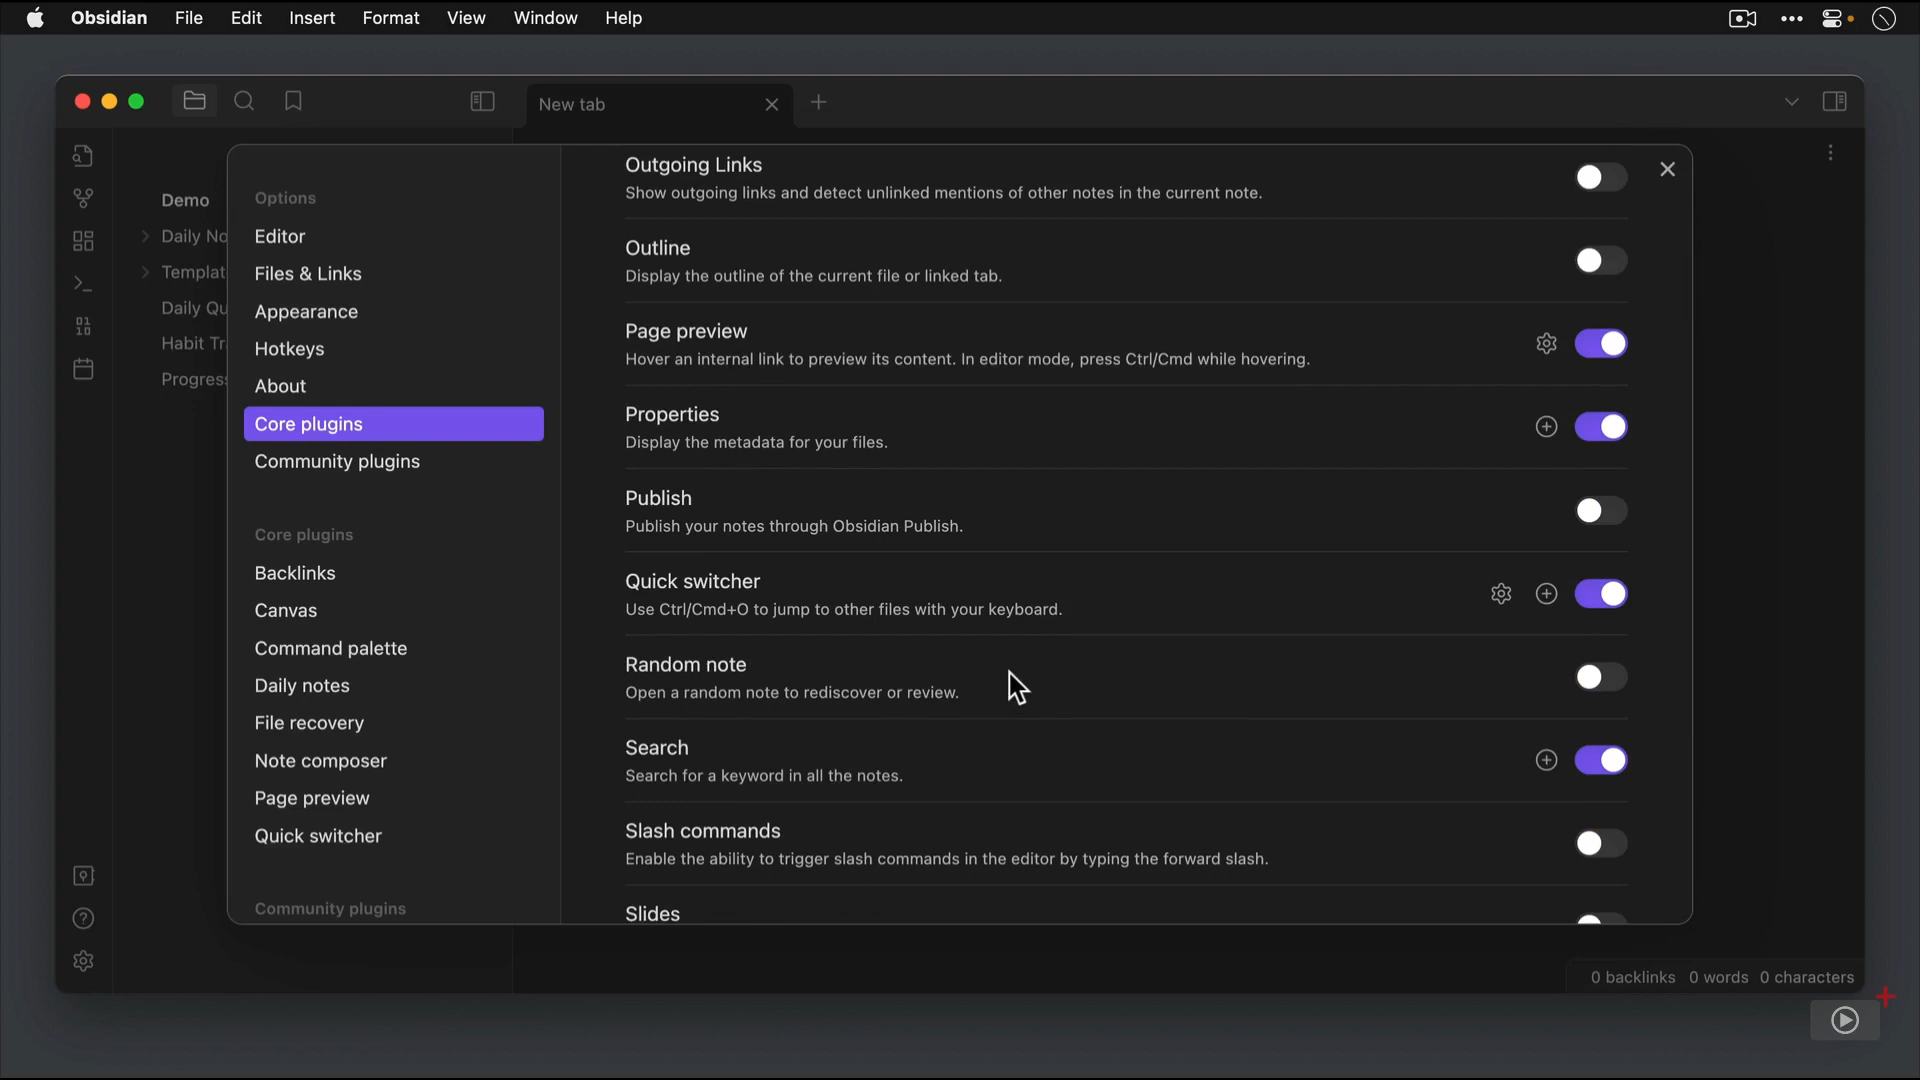 Obsidian File Edit Insert Format View Window Help
New tab
Demo
Daily No
Templat
Daily Qu
Habit Tr
Progres
Options
Editor
Files & Links
Appearance
Hotkeys
About
Core plugins
Community plugins
Core plugins
Backlinks
Canvas
Command palette
Daily notes
File recovery
Note composer
Page preview
Quick switcher
Community plugins
Outgoing Links
Show outgoing links and detect unlinked mentions of other notes in the current note.
Outline
Display the outline of the current file or linked tab.
Page preview
Hover an internal link to preview its content. In editor mode, press Ctrl/Cmd while hovering.
Properties
Display the metadata for your files.
Publish
Publish your notes through Obsidian Publish.
Quick switcher
Use Ctrl/Cmd+O to jump to other files with your keyboard.
Random note
Open a random note to rediscover or review.
Search
Search for a keyword in all the notes.
Slash commands
Enable the ability to trigger slash commands in the editor by typing the forward slash.
Slides
0 backlinks 0 words 0 characters